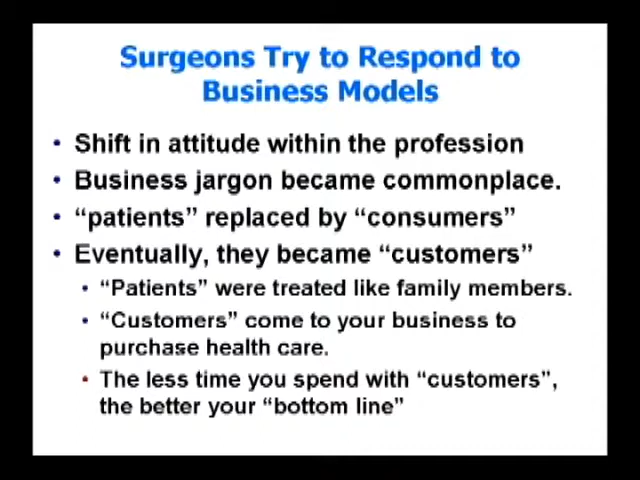 Surgeons Try to Respond to
Business Models
• Shift in attitude within the profession
• Business jargon became commonplace.
• “patients” replaced by “consumers”
• Eventually, they became “customers”
• “Patients” were treated like family members.
• “Customers” come to your business to
purchase health care.
• The less time you spend with “customers”,
the better your “bottom line”